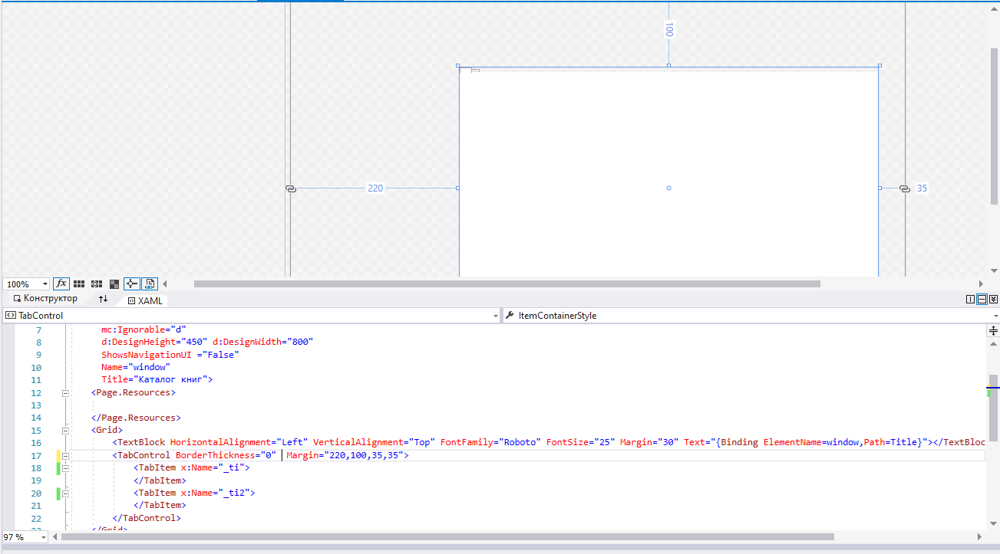 100
220
35
100%
fx
Конструктор
XAML
TabControl
ItemContainerStyle
7 mc:Ignorable="d"
8 d:DesignHeight="450" d:DesignWidth="800"
9 ShowsNavigationUI ="False"
10 Name="window"
11 Title="Каталог книг">
12 <Page.Resources>
13
14 </Page.Resources>
15 <Grid>
16 <TextBlock HorizontalAlignment="Left" VerticalAlignment="Top" FontFamily="Roboto" FontSize="25" Margin="30" Text="{Binding ElementName=window,Path=Title}"></TextBloc
17 <TabControl BorderThickness="0" Margin="220,100,35,35">
18 <TabItem x:Name="_ti">
19 </TabItem>
20 <TabItem x:Name="_ti2">
21 </TabItem>
22 </TabControl>
23 </Grid>
97 %